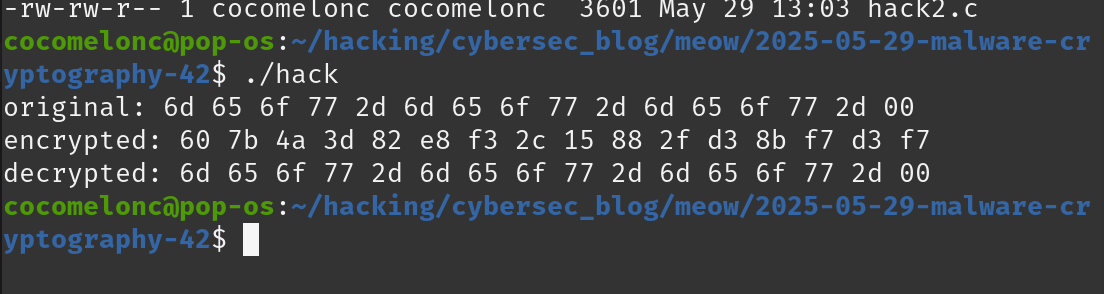 -rw-rw-r-- 1 cocomelonc cocomelonc  3601 May 29 13:03 hack2.c
cocomelonc@pop-os:~/hacking/cybersec_blog/meow/2025-05-29-malware-cr
yptography-42$ ./hack
original: 6d 65 6f 77 2d 6d 65 6f 77 2d 6d 65 6f 77 2d 00
encrypted: 60 7b 4a 3d 82 e8 f3 2c 15 88 2f d3 8b f7 d3 f7
decrypted: 6d 65 6f 77 2d 6d 65 6f 77 2d 6d 65 6f 77 2d 00
cocomelonc@pop-os:~/hacking/cybersec_blog/meow/2025-05-29-malware-cr
yptography-42$